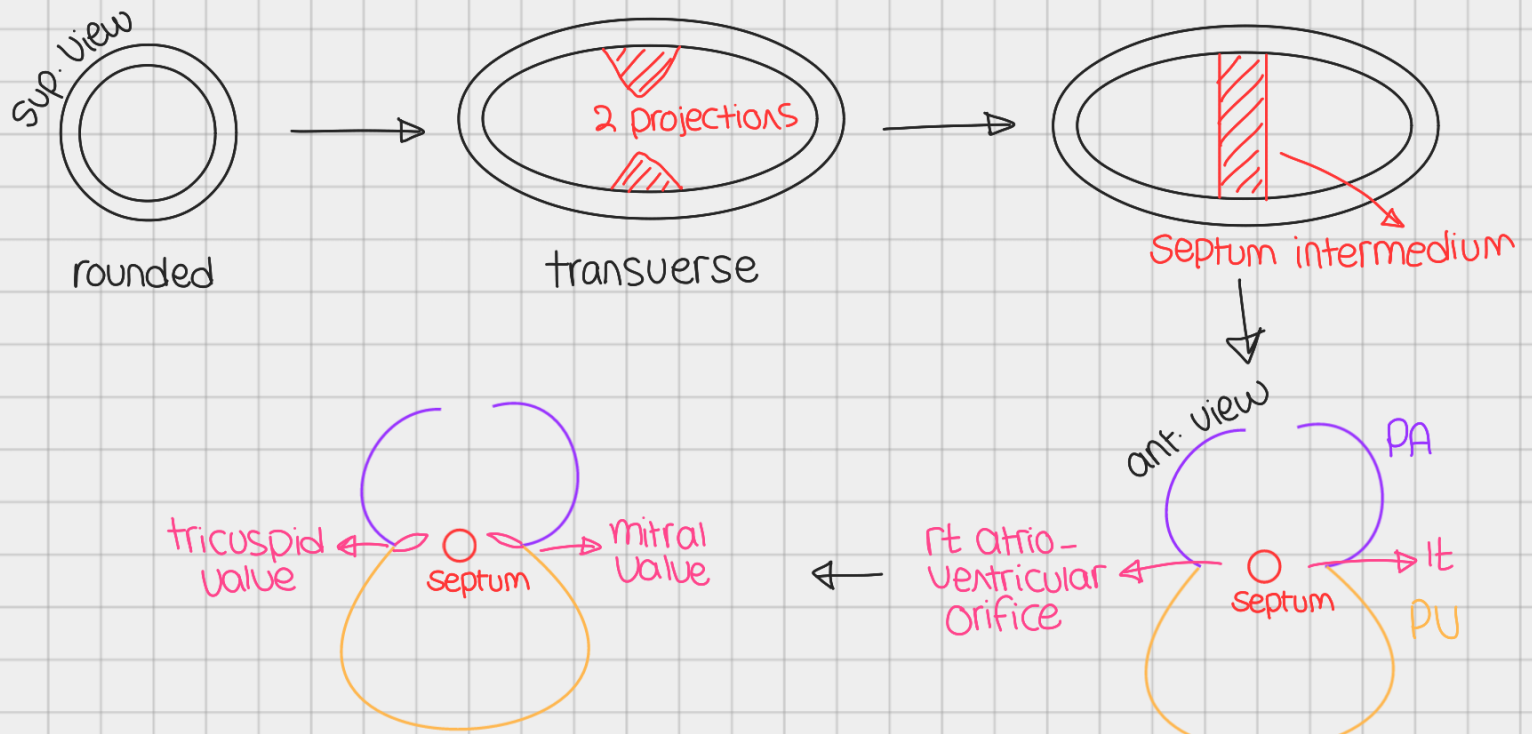 sup. view
rounded
2 projections
transverse
septum intermedium
ant. view
PA
rt atrio-
ventricular
orifice
lt
septum
PV
tricuspid
valve
mitral
valve
septum